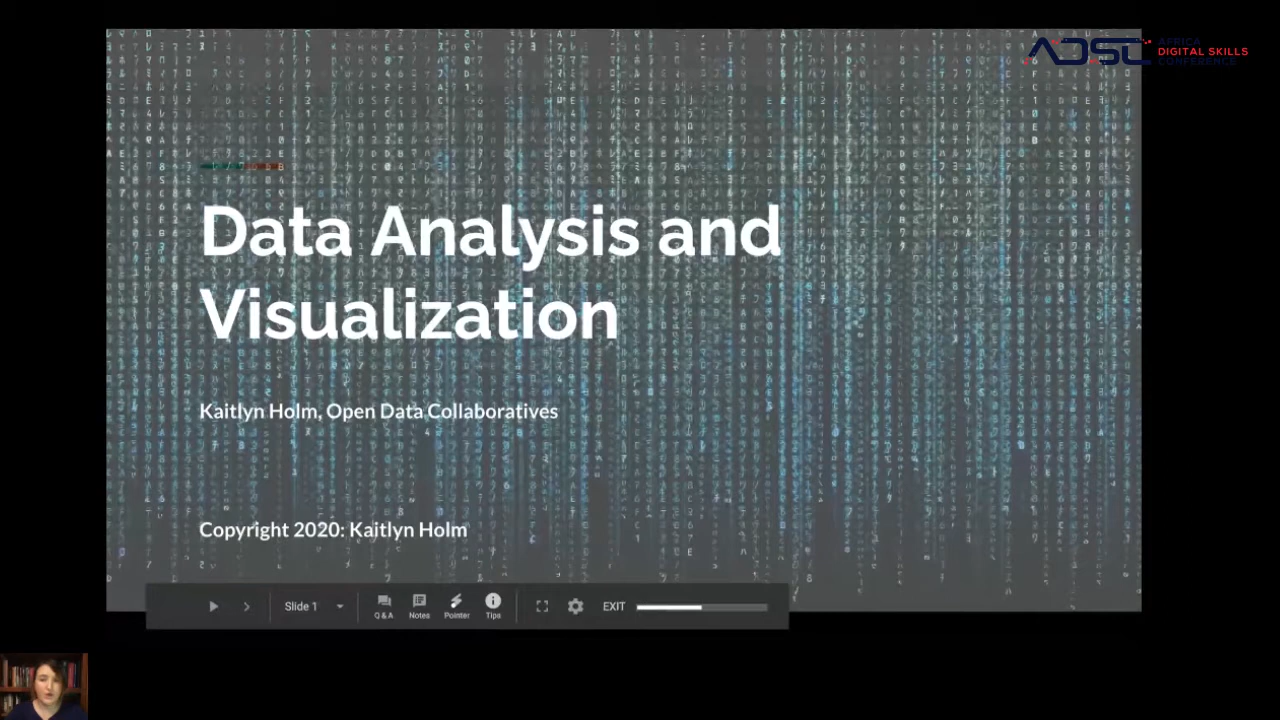 AFRICA
ADSC DIGITAL SKILLS
CONFERENCE
Data Analysis and
Visualization
Kaitlyn Holm, Open Data Collaboratives
Copyright 2020: Kaitlyn Holm
Slide 1
Q & A
Notes
Pointer
Tips
EXIT